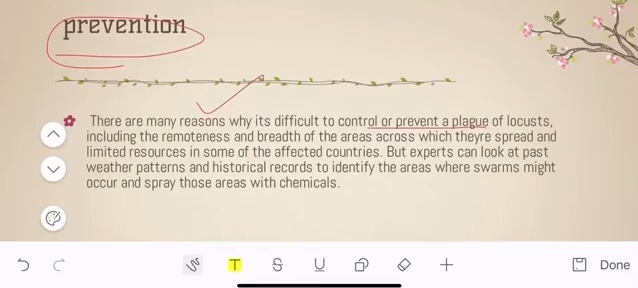 prevention
There are many reasons why its difficult to control or prevent a plague of locusts,
including the remoteness and breadth of the areas across which theyre spread and
limited resources in some of the affected countries. But experts can look at past
weather patterns and historical records to identify the areas where swarms might
occur and spray those areas with chemicals.
T S U Done